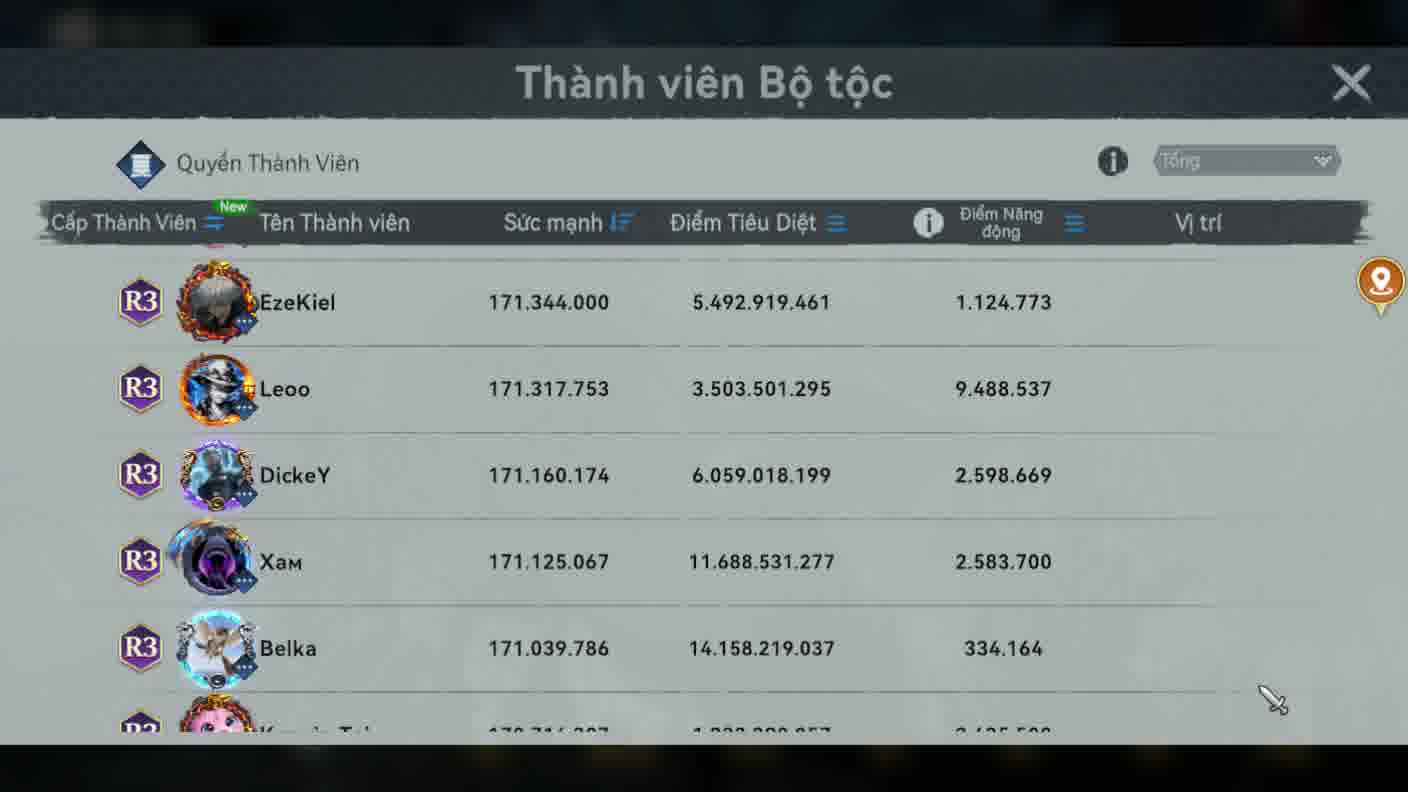 Thành viên Bộ tộc
Quyển Thành Viên
Tổng
Cấp Thành Viên New Tên Thành viên Sức mạnh Điểm Tiêu Diệt Điểm Năng động Vị trí
R3 EzeKiel 171.344.000 5.492.919.461 1.124.773
R3 Leoo 171.317.753 3.503.501.295 9.488.537
R3 DickeY 171.160.174 6.059.018.199 2.598.669
R3 Хам 171.125.067 11.688.531.277 2.583.700
R3 Belka 171.039.786 14.158.219.037 334.164